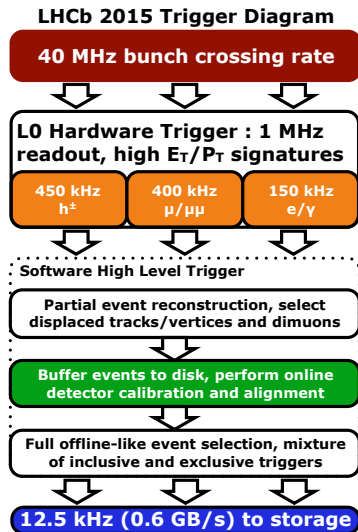 LHCb 2015 Trigger Diagram
40 MHz bunch crossing rate
L0 Hardware Trigger : 1 MHz
readout, high ET/PT signatures
450 kHz
h±
400 kHz
μ/μμ
150 kHz
e/γ
Software High Level Trigger
Partial event reconstruction, select
displaced tracks/vertices and dimuons
Buffer events to disk, perform online
detector calibration and alignment
Full offline-like event selection, mixture
of inclusive and exclusive triggers
12.5 kHz (0.6 GB/s) to storage